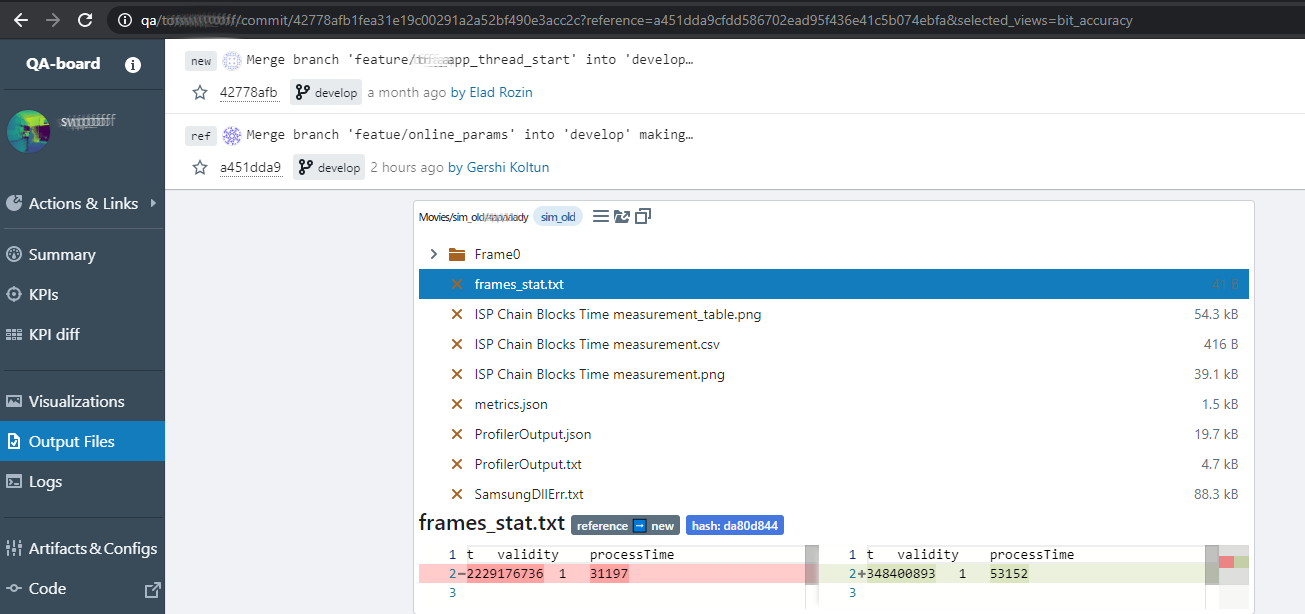 qa/
/commit/42778afb1fea31e19c00291a2a52bf490e3acc2c?reference=a451dda9cfdd586702ead95f436e41c5b074ebfa&selected_views=bit_accuracy
QA-board
new Merge branch 'feature/ app_thread_start' into 'develop…
42778afb develop a month ago by Elad Rozin
ref Merge branch 'featue/online_params' into 'develop' making…
a451dda9 develop 2 hours ago by Gershi Koltun
Actions & Links
Summary
KPIs
KPI diff
Visualizations
Output Files
Logs
Artifacts & Configs
Code
Movies/sim_old/ sim_old
Frame0
frames_stat.txt 41 B
ISP Chain Blocks Time measurement_table.png 54.3 kB
ISP Chain Blocks Time measurement.csv 416 B
ISP Chain Blocks Time measurement.png 39.1 kB
metrics.json 1.5 kB
ProfilerOutput.json 19.7 kB
ProfilerOutput.txt 4.7 kB
SamsungDllErr.txt 88.3 kB
frames_stat.txt reference ➡ new hash: da80d844
1 t validity processTime 1 t validity processTime
2-2229176736 1 31197 2+348400893 1 53152
3 3